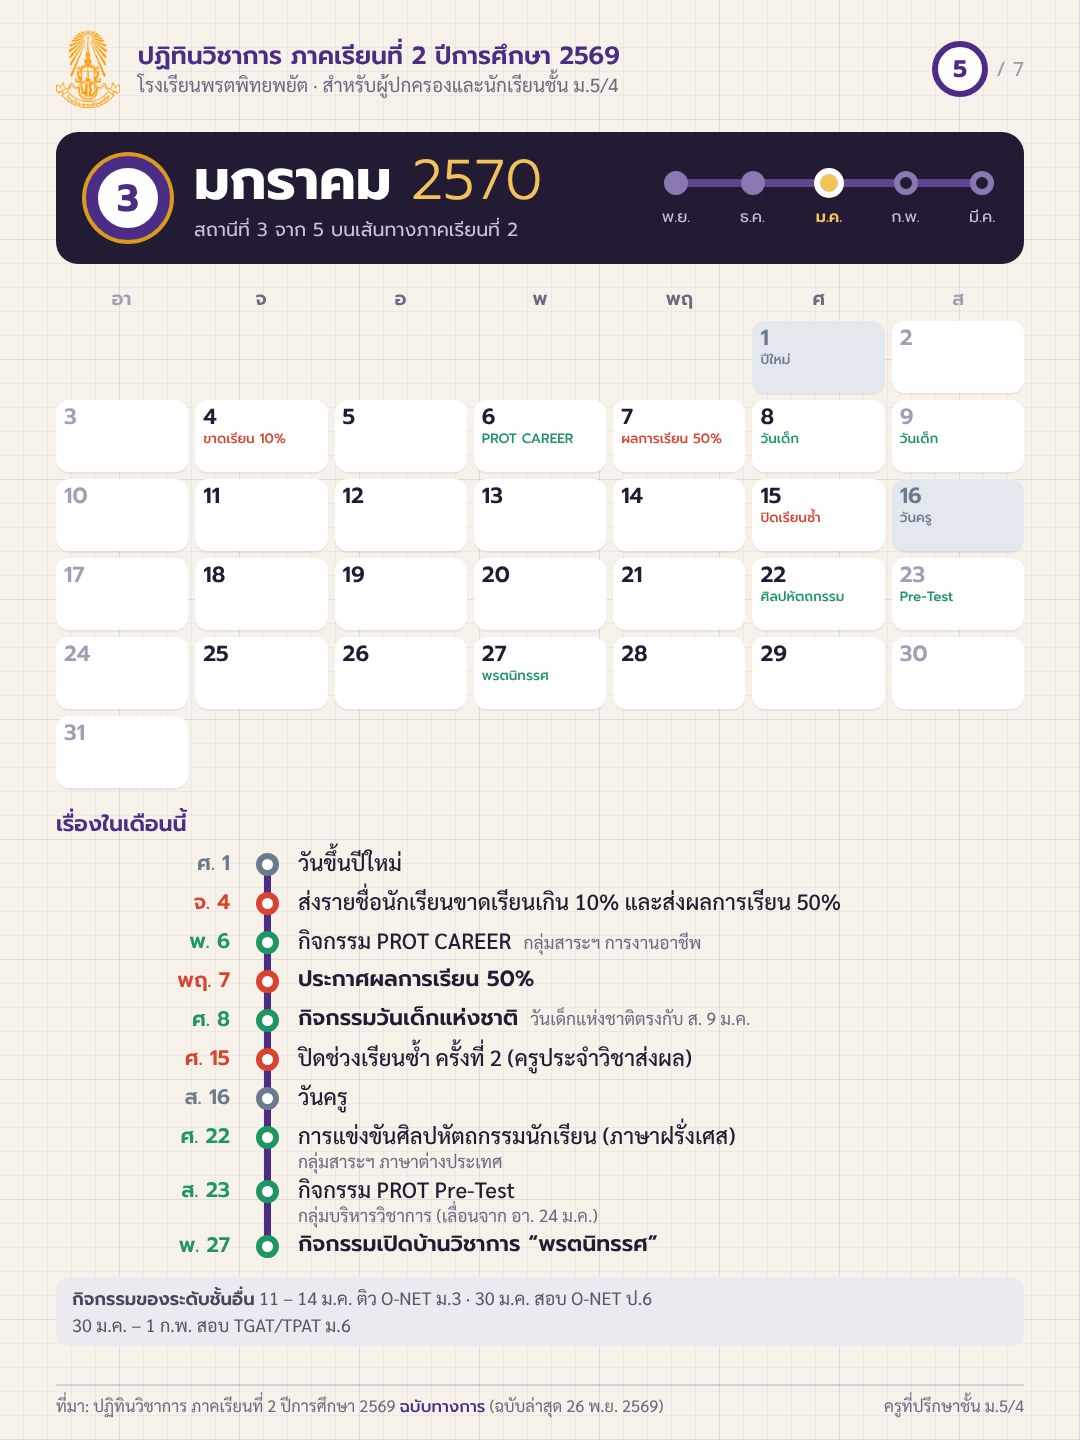 ปฏิทินวิชาการ ภาคเรียนที่ 2 ปีการศึกษา 2569
โรงเรียนพรตพิทยพยัต · สำหรับผู้ปกครองและนักเรียนชั้น ม.5/4
5 / 7
3
มกราคม 2570
สถานีที่ 3 จาก 5 บนเส้นทางภาคเรียนที่ 2
พ.ย. ธ.ค. ม.ค. ก.พ. มี.ค.
อา จ อ พ พฤ ศ ส
1 2
ปีใหม่
3 4 5 6 7 8 9
ขาดเรียน 10% PROT CAREER ผลการเรียน 50% วันเด็ก วันเด็ก
10 11 12 13 14 15 16
ปิดเรียนซ้ำ วันครู
17 18 19 20 21 22 23
ศิลปหัตถกรรม Pre-Test
24 25 26 27 28 29 30
พรตนิทรรศ
31
เรื่องในเดือนนี้
ศ. 1 วันขึ้นปีใหม่
จ. 4 ส่งรายชื่อนักเรียนขาดเรียนเกิน 10% และส่งผลการเรียน 50%
พ. 6 กิจกรรม PROT CAREER กลุ่มสาระฯ การงานอาชีพ
พฤ. 7 ประกาศผลการเรียน 50%
ศ. 8 กิจกรรมวันเด็กแห่งชาติ วันเด็กแห่งชาติตรงกับ ส. 9 ม.ค.
ศ. 15 ปิดช่วงเรียนซ้ำ ครั้งที่ 2 (ครูประจำวิชาส่งผล)
ส. 16 วันครู
ศ. 22 การแข่งขันศิลปหัตถกรรมนักเรียน (ภาษาฝรั่งเศส)
กลุ่มสาระฯ ภาษาต่างประเทศ
ส. 23 กิจกรรม PROT Pre-Test
กลุ่มบริหารวิชาการ (เลื่อนจาก อา. 24 ม.ค.)
พ. 27 กิจกรรมเปิดบ้านวิชาการ “พรตนิทรรศ”
กิจกรรมของระดับชั้นอื่น 11 – 14 ม.ค. ติว O-NET ม.3 · 30 ม.ค. สอบ O-NET ป.6
30 ม.ค. – 1 ก.พ. สอบ TGAT/TPAT ม.6
ที่มา: ปฏิทินวิชาการ ภาคเรียนที่ 2 ปีการศึกษา 2569 ฉบับทางการ (ฉบับล่าสุด 26 พ.ย. 2569)
ครูที่ปรึกษาชั้น ม.5/4